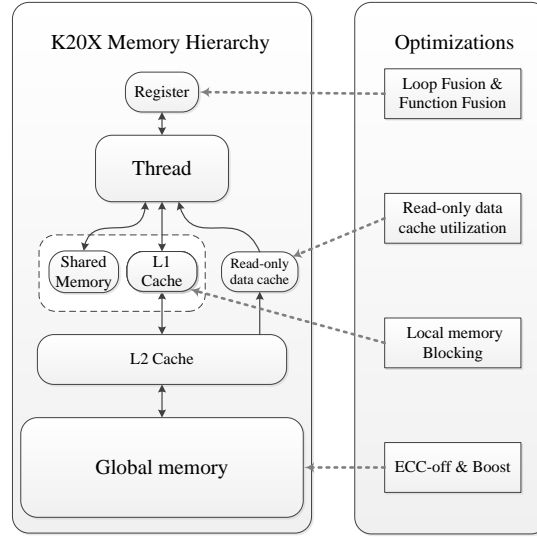 K20X Memory Hierarchy
Register
Thread
Shared
Memory
L1
Cache
Read-only
data cache
L2 Cache
Global memory
Optimizations
Loop Fusion &
Function Fusion
Read-only data
cache utilization
Local memory
Blocking
ECC-off & Boost